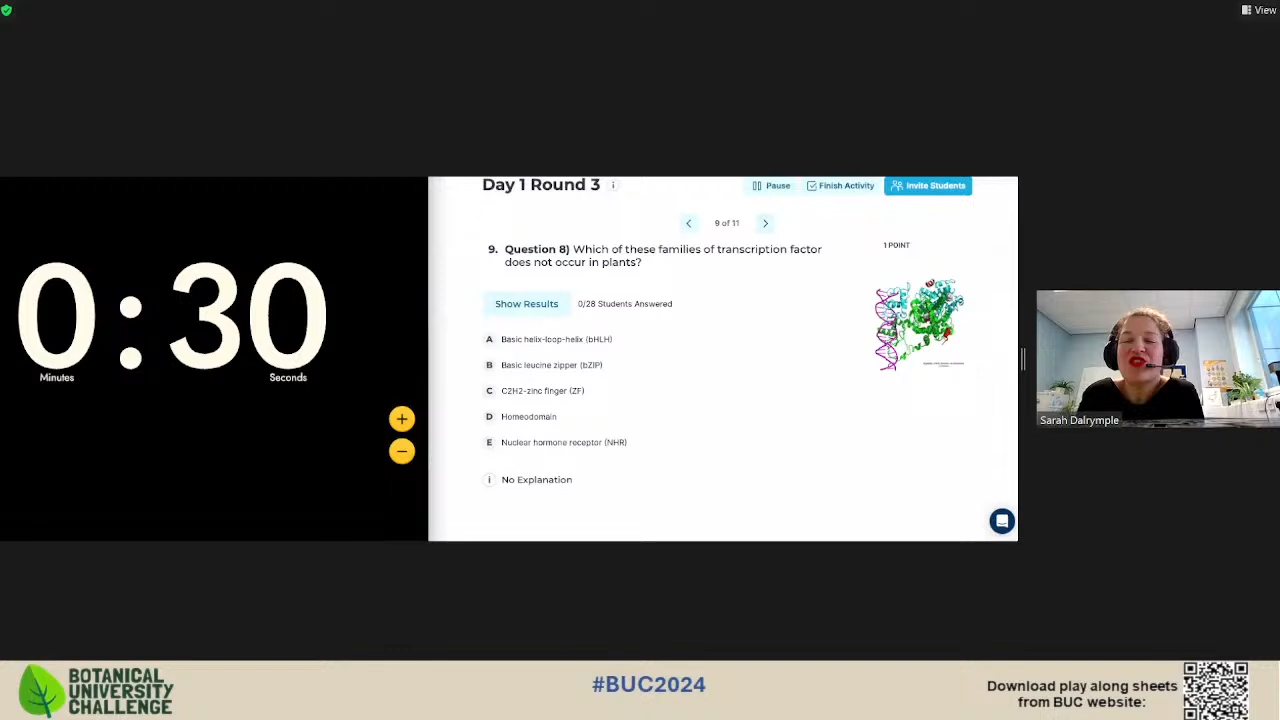 View
Day 1 Round 3
Pause
Finish Activity
Invite Students
9 of 11
9. Question 8) Which of these families of transcription factor
does not occur in plants?
1 POINT
Show Results
0/28 Students Answered
A Basic helix-loop-helix (bHLH)
B Basic leucine zipper (bZIP)
C C2H2-zinc finger (ZF)
D Homeodomain
E Nuclear hormone receptor (NHR)
i No Explanation
0:30
Minutes
Seconds
+
−
Sarah Dalrymple
BOTANICAL
UNIVERSITY
CHALLENGE
#BUC2024
Download play along sheets
from BUC website: